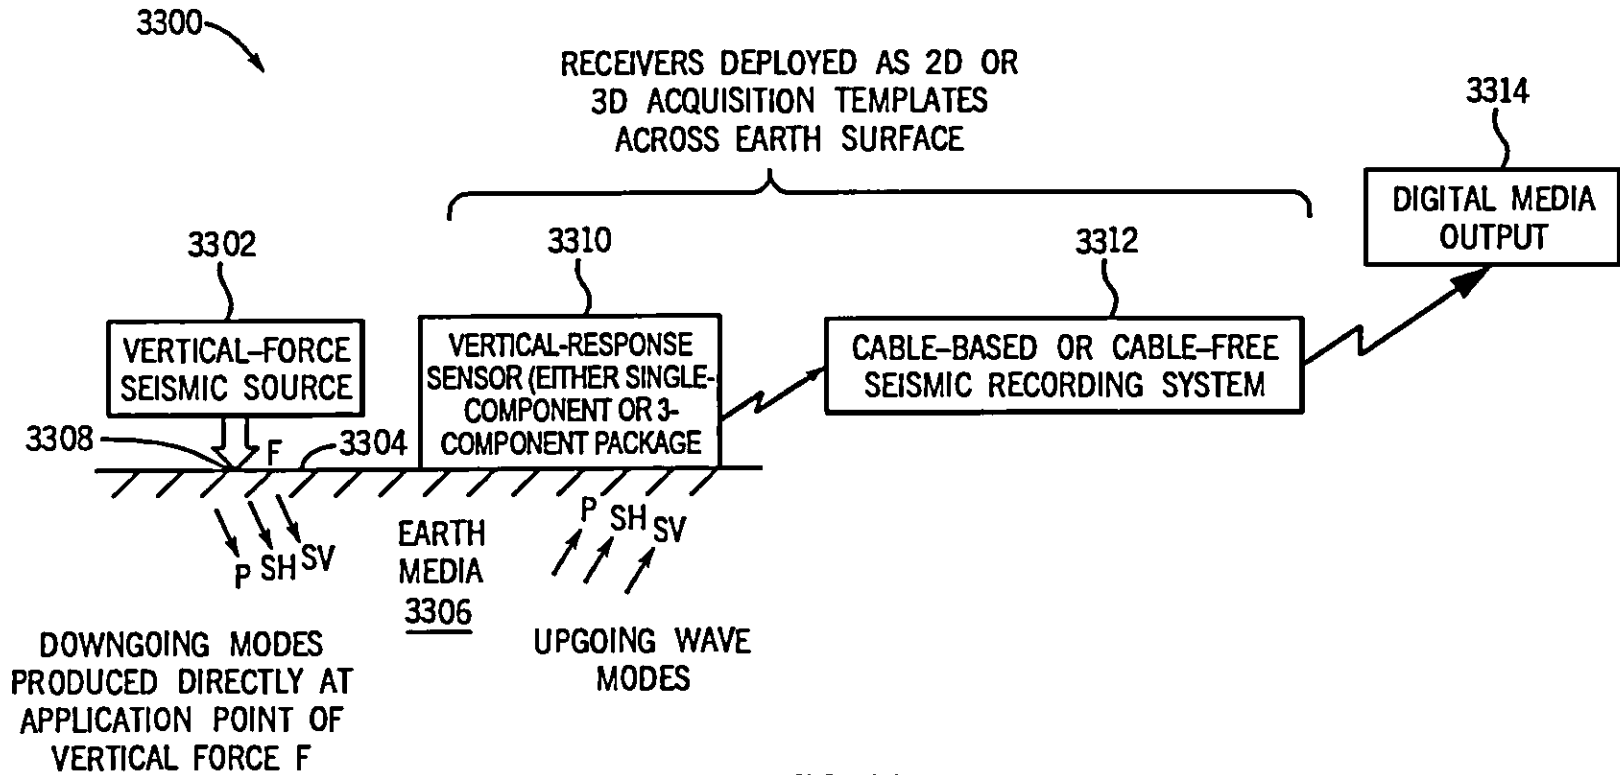 3300
RECEIVERS DEPLOYED AS 2D OR
3D ACQUISITION TEMPLATES
ACROSS EARTH SURFACE
3314
DIGITAL MEDIA
OUTPUT
3302
VERTICAL-FORCE
SEISMIC SOURCE
3310
VERTICAL-RESPONSE
SENSOR (EITHER SINGLE-
COMPONENT OR 3-
COMPONENT PACKAGE
3312
CABLE-BASED OR CABLE-FREE
SEISMIC RECORDING SYSTEM
3308
F
3304
P SH SV
EARTH
MEDIA
3306
P SH SV
DOWNGOING MODES
PRODUCED DIRECTLY AT
APPLICATION POINT OF
VERTICAL FORCE F
UPGOING WAVE
MODES